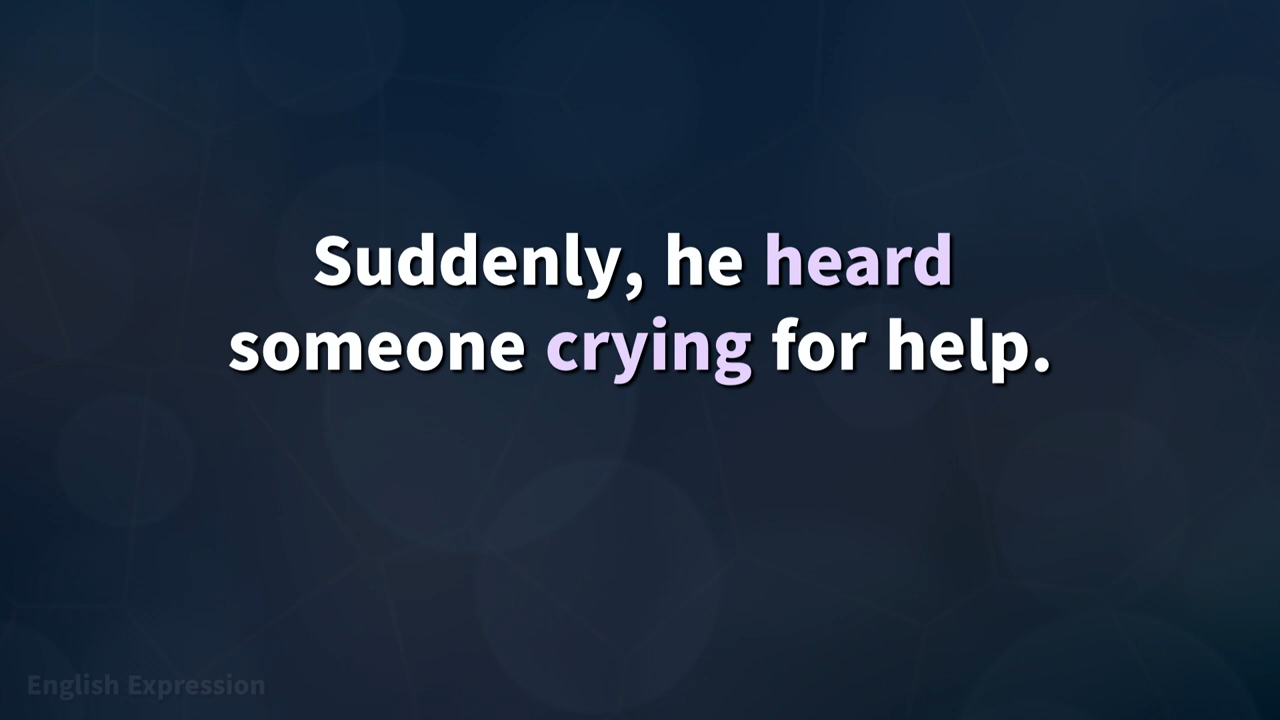 Suddenly, he heard
someone crying for help.
English Expression